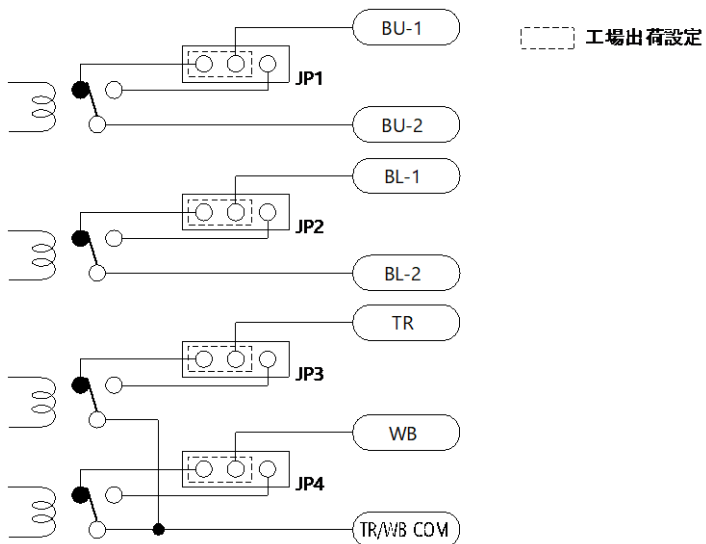 BU-1
工場出荷設定
JP1
BU-2
BL-1
JP2
BL-2
TR
JP3
WB
JP4
TR/WB COM